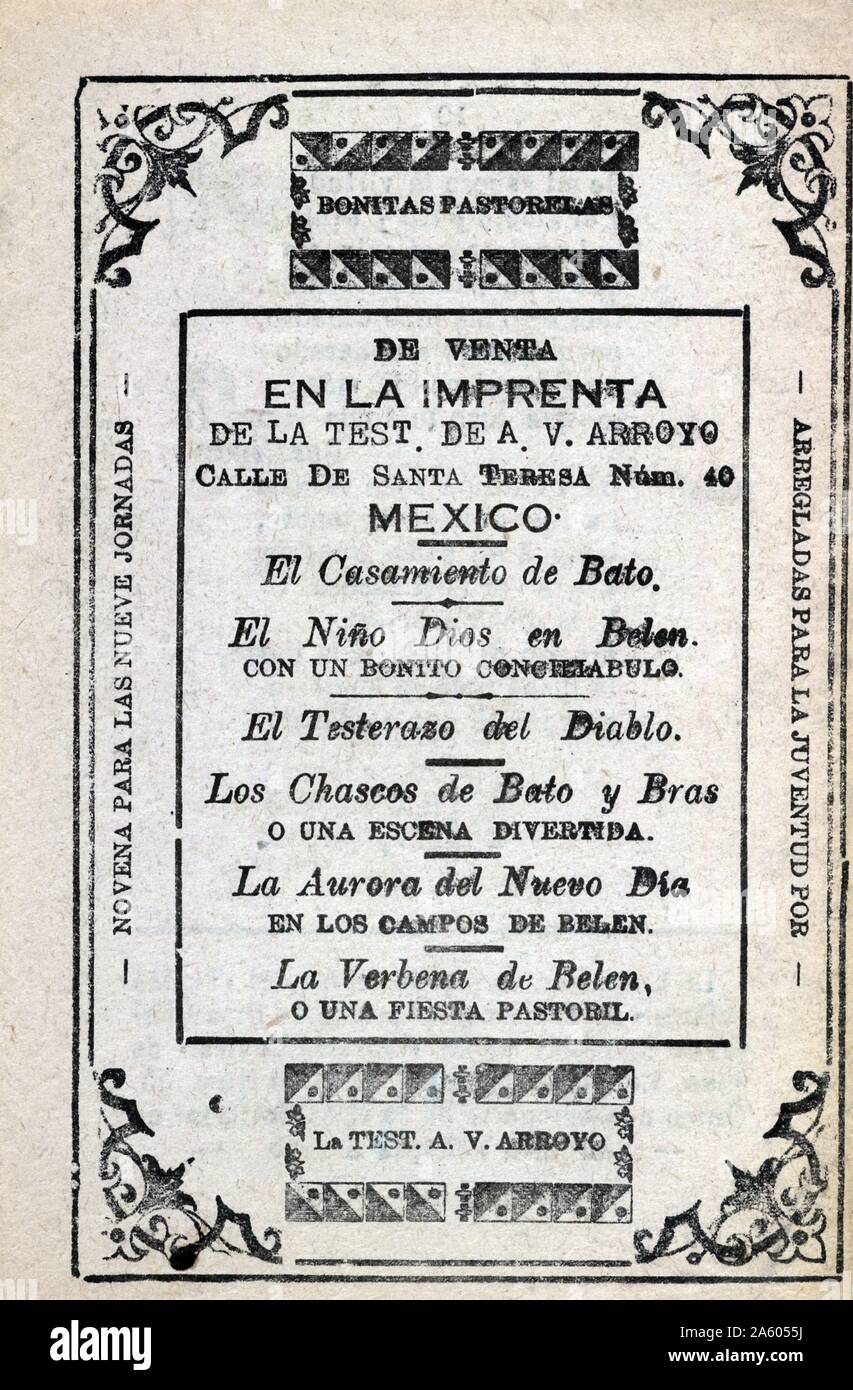 BONITAS PASTORELAS
DE VENTA
EN LA IMPRENTA
DE LA TEST. DE A. V. ARROYO
CALLE DE SANTA TERESA Núm. 40
MEXICO.
El Casamiento de Bato.
El Niño Dios en Belen.
CON UN BONITO CONCILIABULO.
El Testerazo del Diablo.
Los Chascos de Bato y Bras
O UNA ESCENA DIVERTIDA.
La Aurora del Nuevo Día
EN LOS CAMPOS DE BELEN.
La Verbena de Belen,
O UNA FIESTA PASTORIL.
— NOVENA PARA LAS NUEVE JORNADAS —
— ARREGLADAS PARA LA JUVENTUD POR —
La TEST. A. V. ARROYO
alamy
Image ID: 2A6055J
www.alamy.com